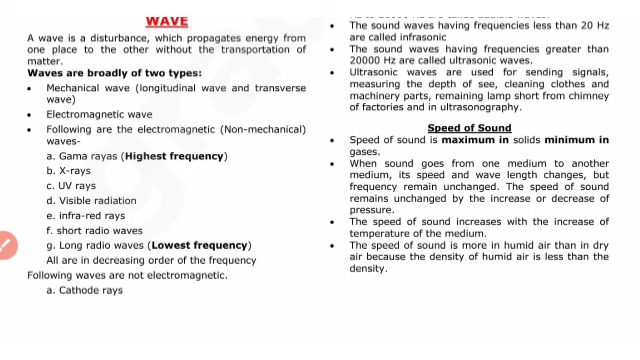 WAVE
A wave is a disturbance, which propagates energy from
one place to the other without the transportation of
matter.
Waves are broadly of two types:
• Mechanical wave (longitudinal wave and transverse
wave)
• Electromagnetic wave
• Following are the electromagnetic (Non-mechanical)
waves-
a. Gama rayas (Highest frequency)
b. X-rays
c. UV rays
d. Visible radiation
e. infra-red rays
f. short radio waves
g. Long radio waves (Lowest frequency)
All are in decreasing order of the frequency
Following waves are not electromagnetic.
a. Cathode rays
• The sound waves having frequencies less than 20 Hz
are called infrasonic
• The sound waves having frequencies greater than
20000 Hz are called ultrasonic waves.
• Ultrasonic waves are used for sending signals,
measuring the depth of see, cleaning clothes and
machinery parts, remaining lamp short from chimney
of factories and in ultrasonography.
Speed of Sound
• Speed of sound is maximum in solids minimum in
gases.
• When sound goes from one medium to another
medium, its speed and wave length changes, but
frequency remain unchanged. The speed of sound
remains unchanged by the increase or decrease of
pressure.
• The speed of sound increases with the increase of
temperature of the medium.
• The speed of sound is more in humid air than in dry
air because the density of humid air is less than the
density.